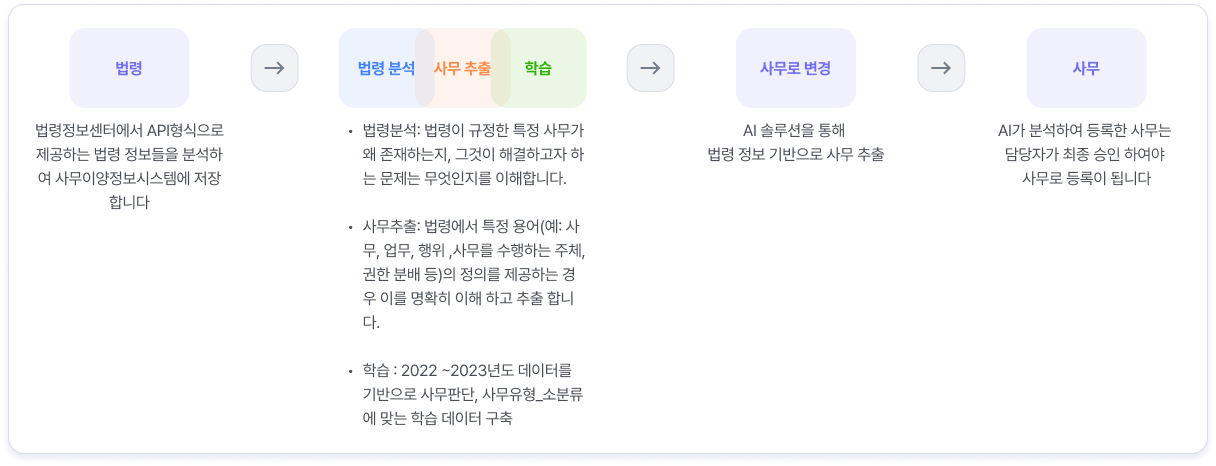 법령
법령정보센터에서 API형식으로
제공하는 법령 정보들을 분석하
여 사무이양정보시스템에 저장
합니다
→
법령 분석
사무 추출
학습
• 법령분석: 법령이 규정한 특정 사무가
왜 존재하는지, 그것이 해결하고자 하
는 문제는 무엇인지를 이해합니다.
• 사무추출: 법령에서 특정 용어(예: 사
무, 업무, 행위 ,사무를 수행하는 주체,
권한 분배 등)의 정의를 제공하는 경
우 이를 명확히 이해 하고 추출 합니
다.
• 학습 : 2022 ~2023년도 데이터를
기반으로 사무판단, 사무유형_소분류
에 맞는 학습 데이터 구축
→
사무로 변경
AI 솔루션을 통해
법령 정보 기반으로 사무 추출
→
사무
AI가 분석하여 등록한 사무는
담당자가 최종 승인 하여야
사무로 등록이 됩니다